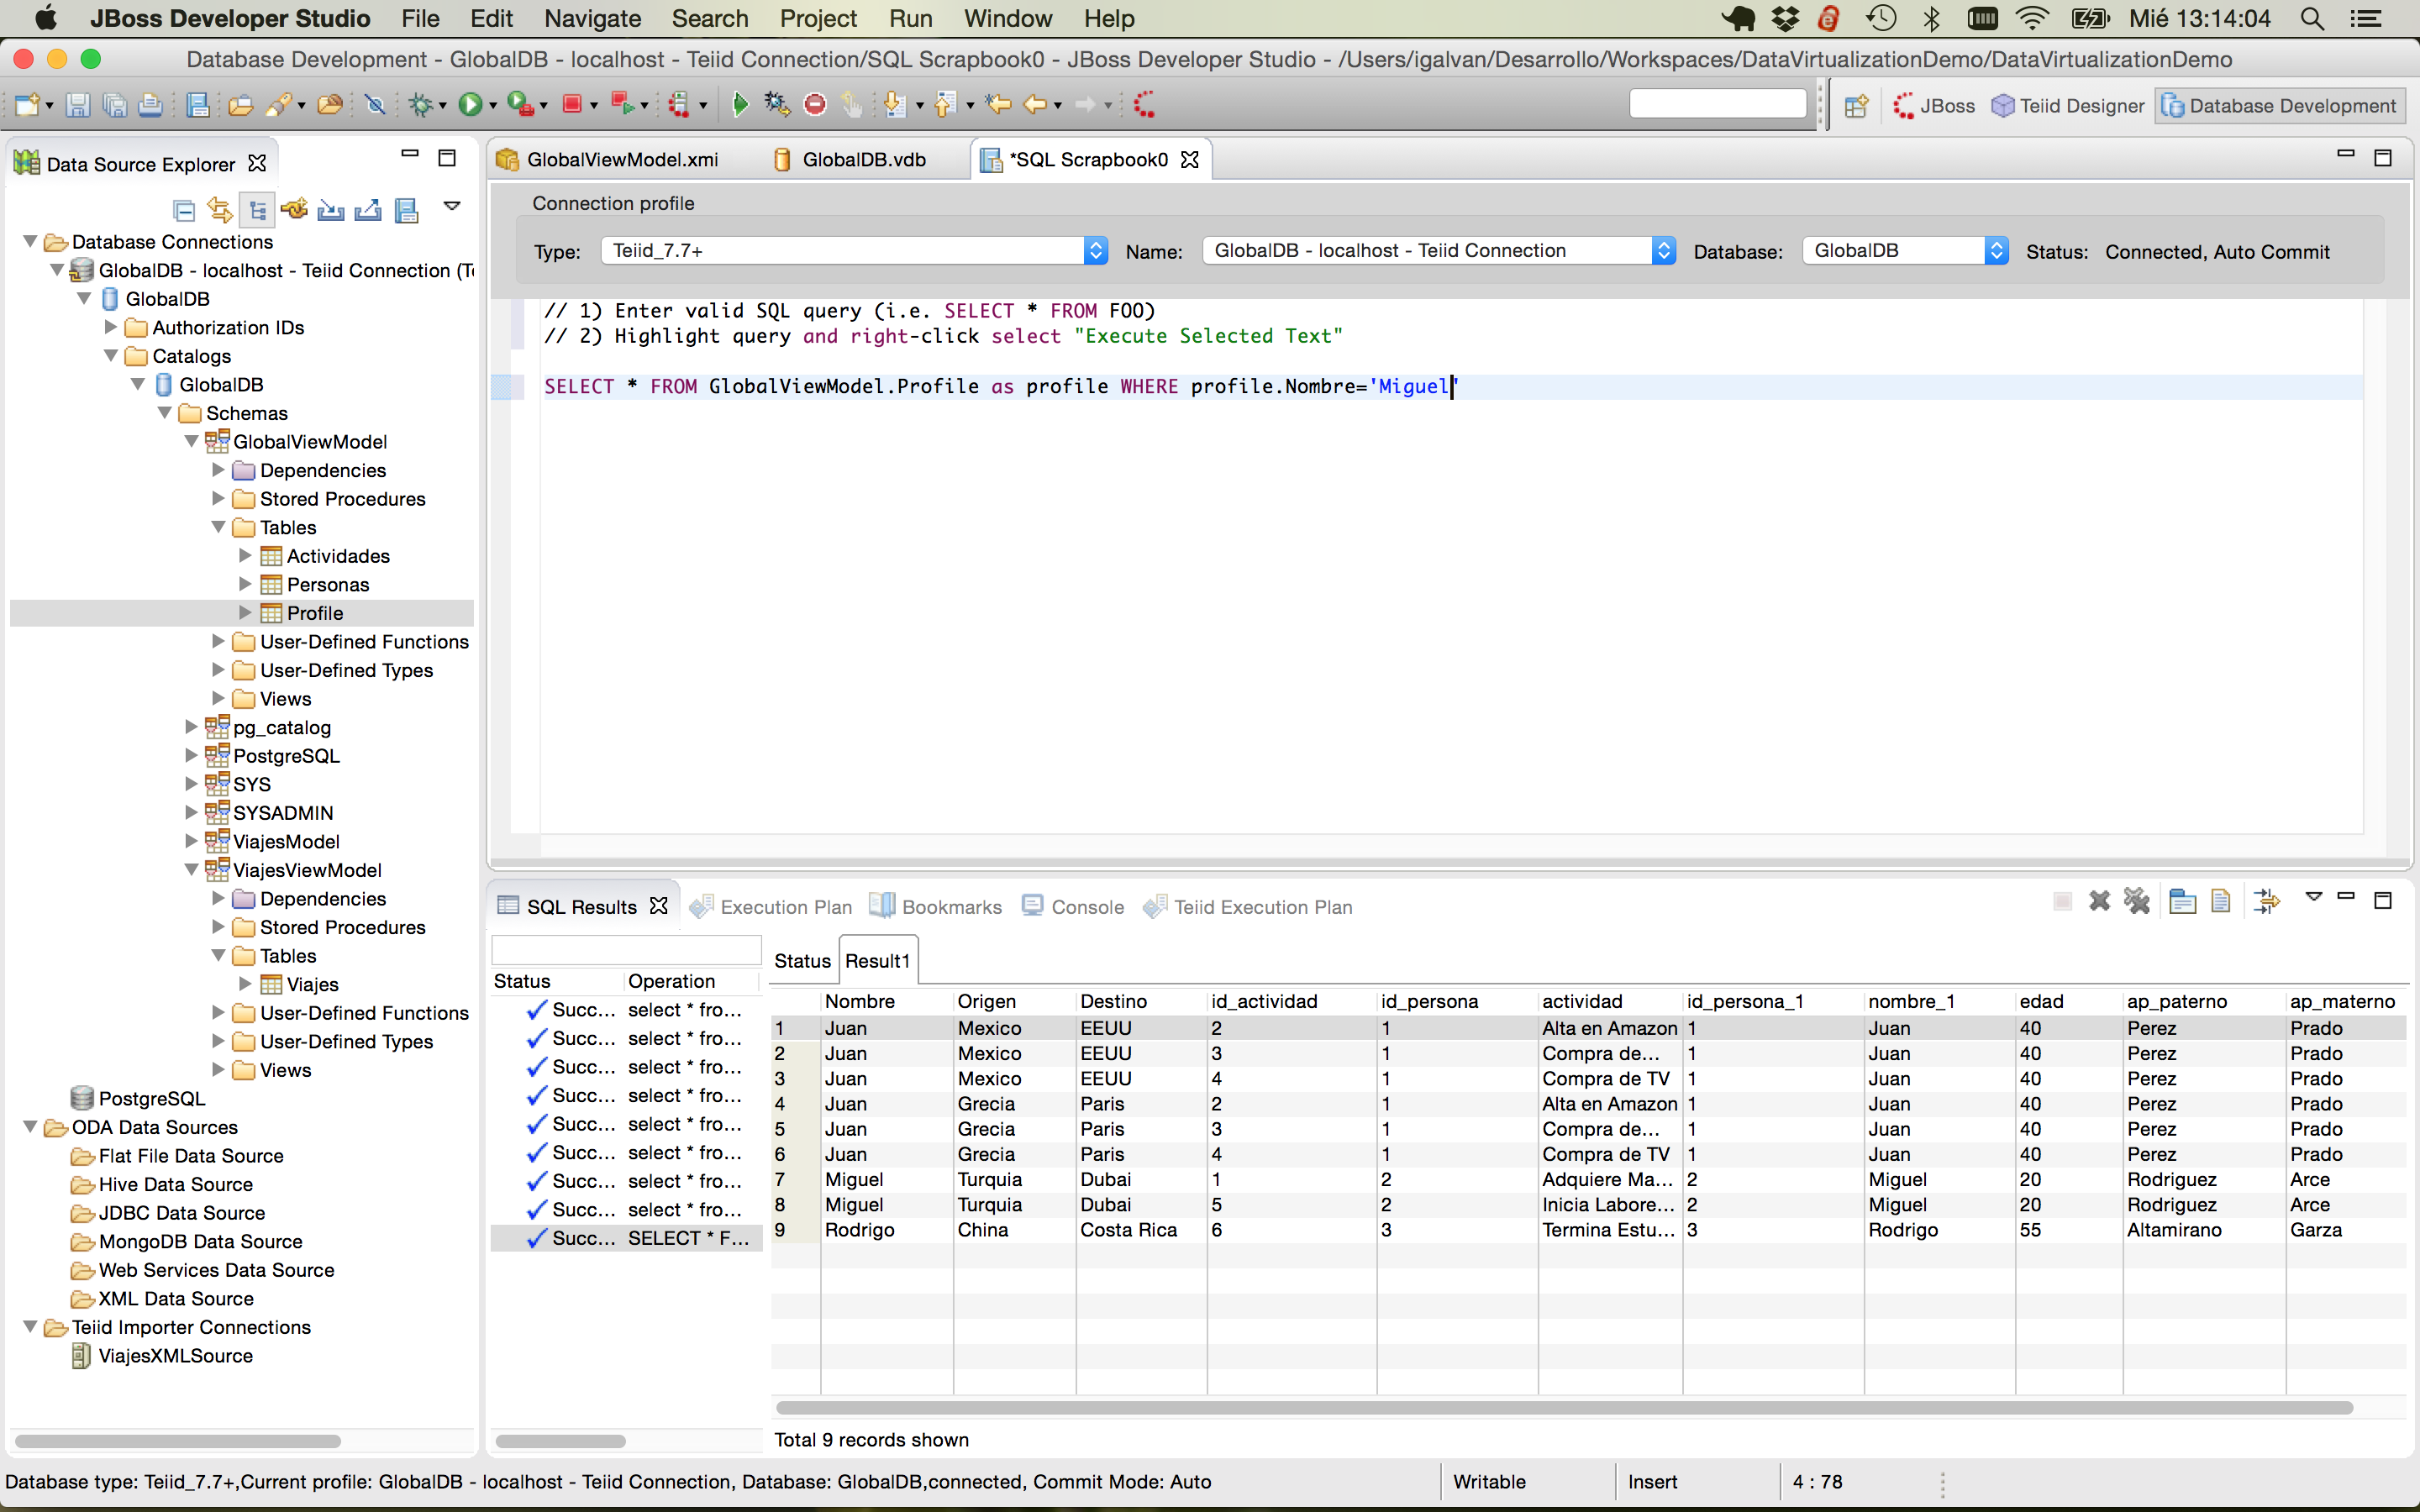 JBoss Developer Studio File Edit Navigate Search Project Run Window Help Mié 13:14:04
Database Development - GlobalDB - localhost - Teiid Connection/SQL Scrapbook0 - JBoss Developer Studio - /Users/igalvan/Desarrollo/Workspaces/DataVirtualizationDemo/DataVirtualizationDemo
JBoss Teiid Designer Database Development
Data Source Explorer
Database Connections
GlobalDB - localhost - Teiid Connection (Te
GlobalDB
Authorization IDs
Catalogs
GlobalDB
Schemas
GlobalViewModel
Dependencies
Stored Procedures
Tables
Actividades
Personas
Profile
User-Defined Functions
User-Defined Types
Views
pg_catalog
PostgreSQL
SYS
SYSADMIN
ViajesModel
ViajesViewModel
Dependencies
Stored Procedures
Tables
Viajes
User-Defined Functions
User-Defined Types
Views
PostgreSQL
ODA Data Sources
Flat File Data Source
Hive Data Source
JDBC Data Source
MongoDB Data Source
Web Services Data Source
XML Data Source
Teiid Importer Connections
ViajesXMLSource
GlobalViewModel.xmi GlobalDB.vdb *SQL Scrapbook0
Connection profile
Type: Teiid_7.7+ Name: GlobalDB - localhost - Teiid Connection Database: GlobalDB Status: Connected, Auto Commit
// 1) Enter valid SQL query (i.e. SELECT * FROM FOO)
// 2) Highlight query and right-click select "Execute Selected Text"
SELECT * FROM GlobalViewModel.Profile as profile WHERE profile.Nombre='Miguel'
SQL Results Execution Plan Bookmarks Console Teiid Execution Plan
Status Operation
Succ... select * fro...
Succ... select * fro...
Succ... select * fro...
Succ... select * fro...
Succ... select * fro...
Succ... select * fro...
Succ... select * fro...
Succ... select * fro...
Succ... SELECT * F...
Status Result1
Nombre Origen Destino id_actividad id_persona actividad id_persona_1 nombre_1 edad ap_paterno ap_materno
1 Juan Mexico EEUU 2 1 Alta en Amazon 1 Juan 40 Perez Prado
2 Juan Mexico EEUU 3 1 Compra de... 1 Juan 40 Perez Prado
3 Juan Mexico EEUU 4 1 Compra de TV 1 Juan 40 Perez Prado
4 Juan Grecia Paris 2 1 Alta en Amazon 1 Juan 40 Perez Prado
5 Juan Grecia Paris 3 1 Compra de... 1 Juan 40 Perez Prado
6 Juan Grecia Paris 4 1 Compra de TV 1 Juan 40 Perez Prado
7 Miguel Turquia Dubai 1 2 Adquiere Ma... 2 Miguel 20 Rodriguez Arce
8 Miguel Turquia Dubai 5 2 Inicia Labore... 2 Miguel 20 Rodriguez Arce
9 Rodrigo China Costa Rica 6 3 Termina Estu... 3 Rodrigo 55 Altamirano Garza
Total 9 records shown
Database type: Teiid_7.7+,Current profile: GlobalDB - localhost - Teiid Connection, Database: GlobalDB,connected, Commit Mode: Auto Writable Insert 4 : 78